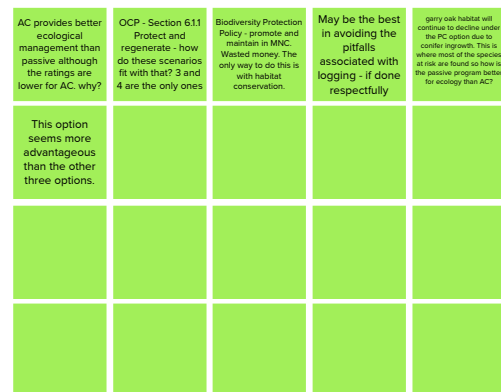 AC provides better
ecological
management than
passive although
the ratings are
lower for AC. why?
OCP - Section 6.1.1
Protect and
regenerate - how
do these scenarios
fit with that? 3 and
4 are the only ones
Biodiversity Protection
Policy - promote and
maintain in MNC.
Wasted money. The
only way to do this is
with habitat
conservation.
May be the best
in avoiding the
pitfalls
associated with
logging - if done
respectfully
garry oak habitat will
continue to decline under
the PC option due to
conifer ingrowth. This is
where most of the species
at risk are found so how is
the passive program better
for ecology than AC?
This option
seems more
advantageous
than the other
three options.